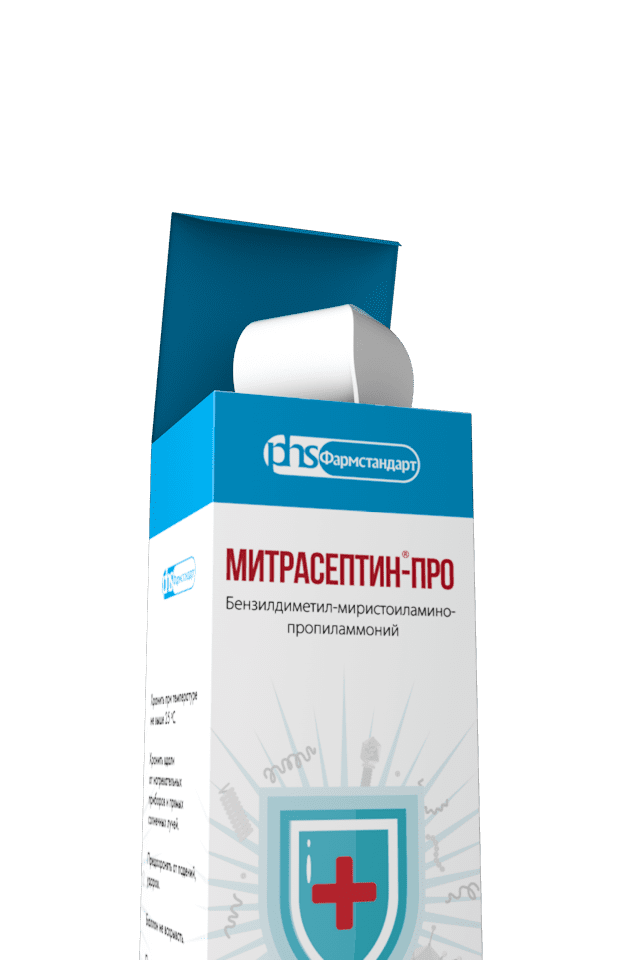 phs Фармстандарт
МИТРАСЕПТИН®-ПРО
Бензилдиметил-миристоиламино-
пропиламмоний
Фармстандарт
Хранить при температуре
не выше 25 °C
Хранить вдали
от нагревательных
приборов и прямых
солнечных лучей.
Предохранять от падений,
ударов.
Баллон не вскрывать